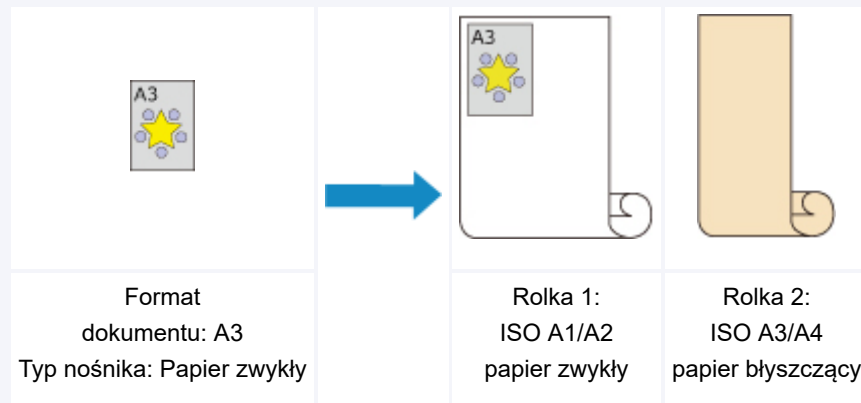 A3
A3
Format
dokumentu: A3
Typ nośnika: Papier zwykły
Rolka 1:
ISO A1/A2
papier zwykły
Rolka 2:
ISO A3/A4
papier błyszczący